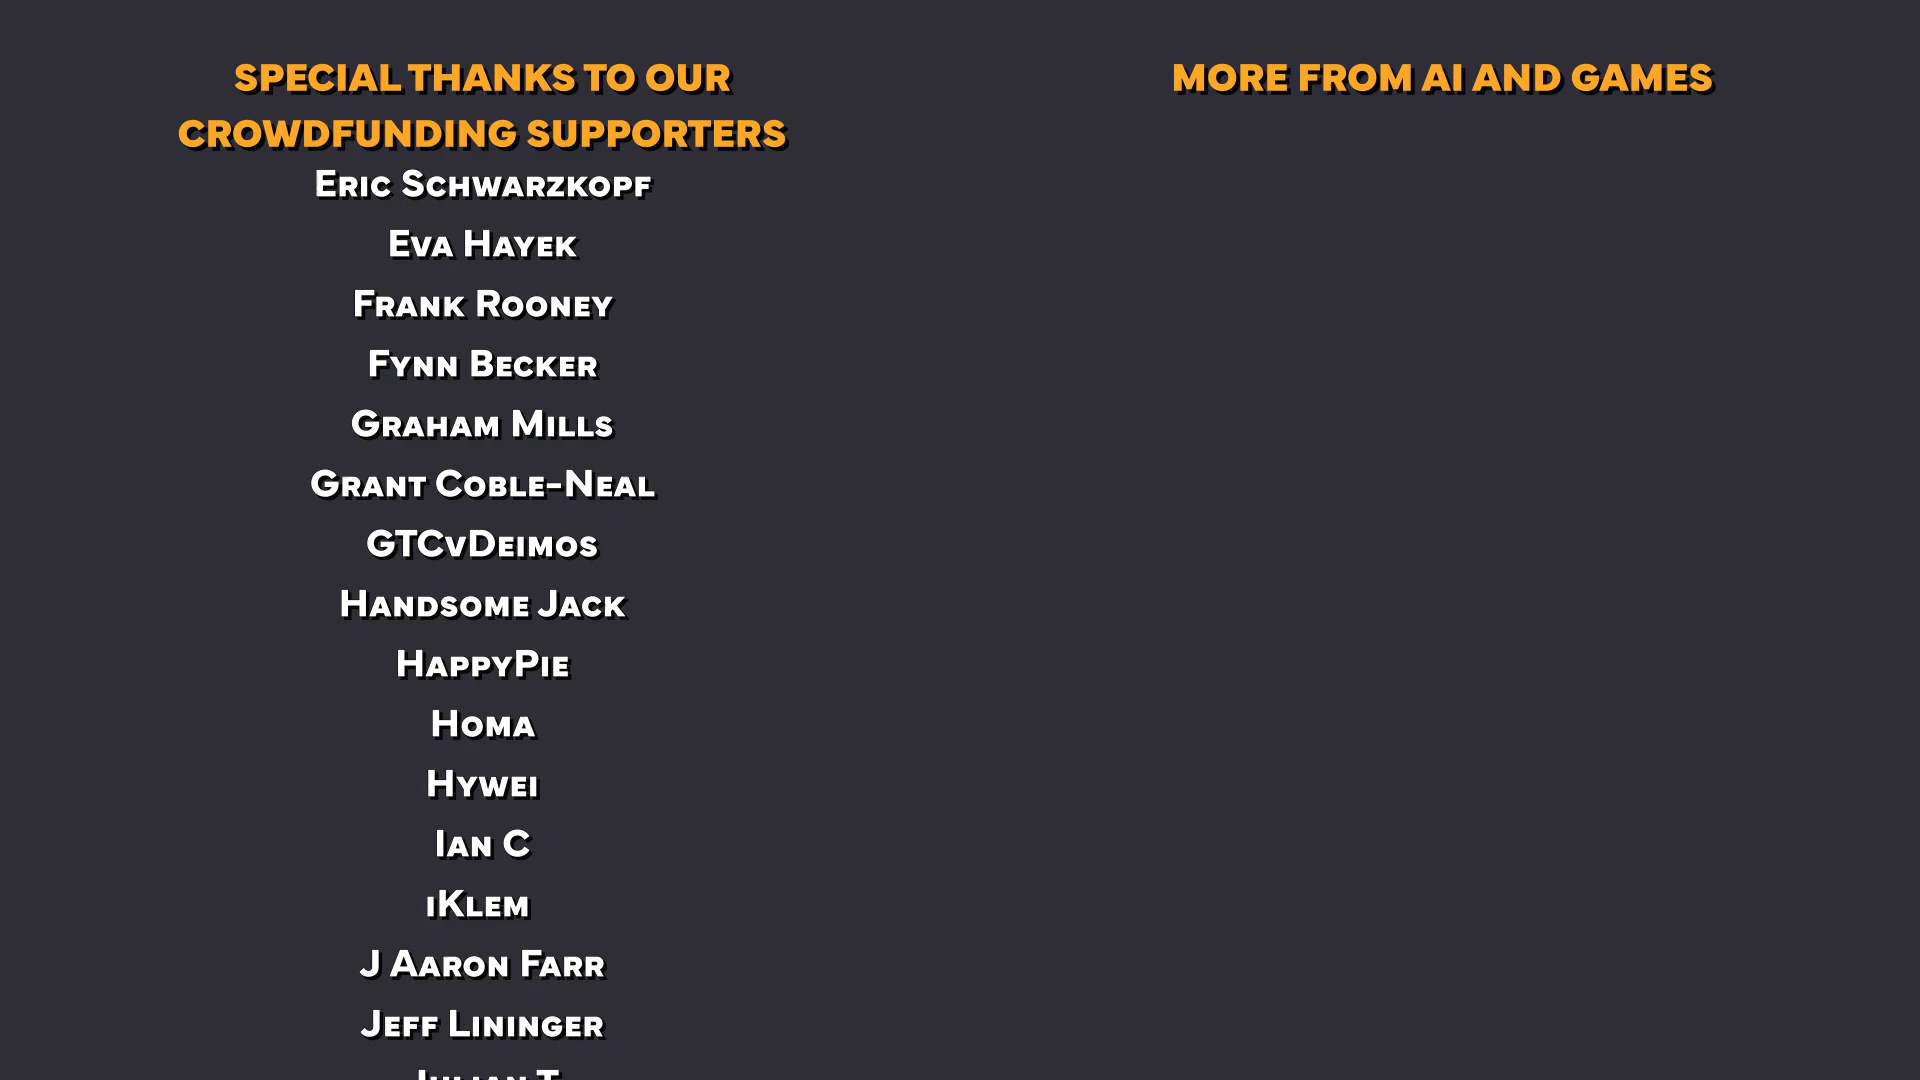 SPECIAL THANKS TO OUR
CROWDFUNDING SUPPORTERS
Eric Schwarzkopf
Eva Hayek
Frank Rooney
Fynn Becker
Graham Mills
Grant Coble-Neal
GTCvDeimos
Handsome Jack
HappyPie
Homa
Hywei
Ian C
iKlem
J Aaron Farr
Jeff Lininger
MORE FROM AI AND GAMES